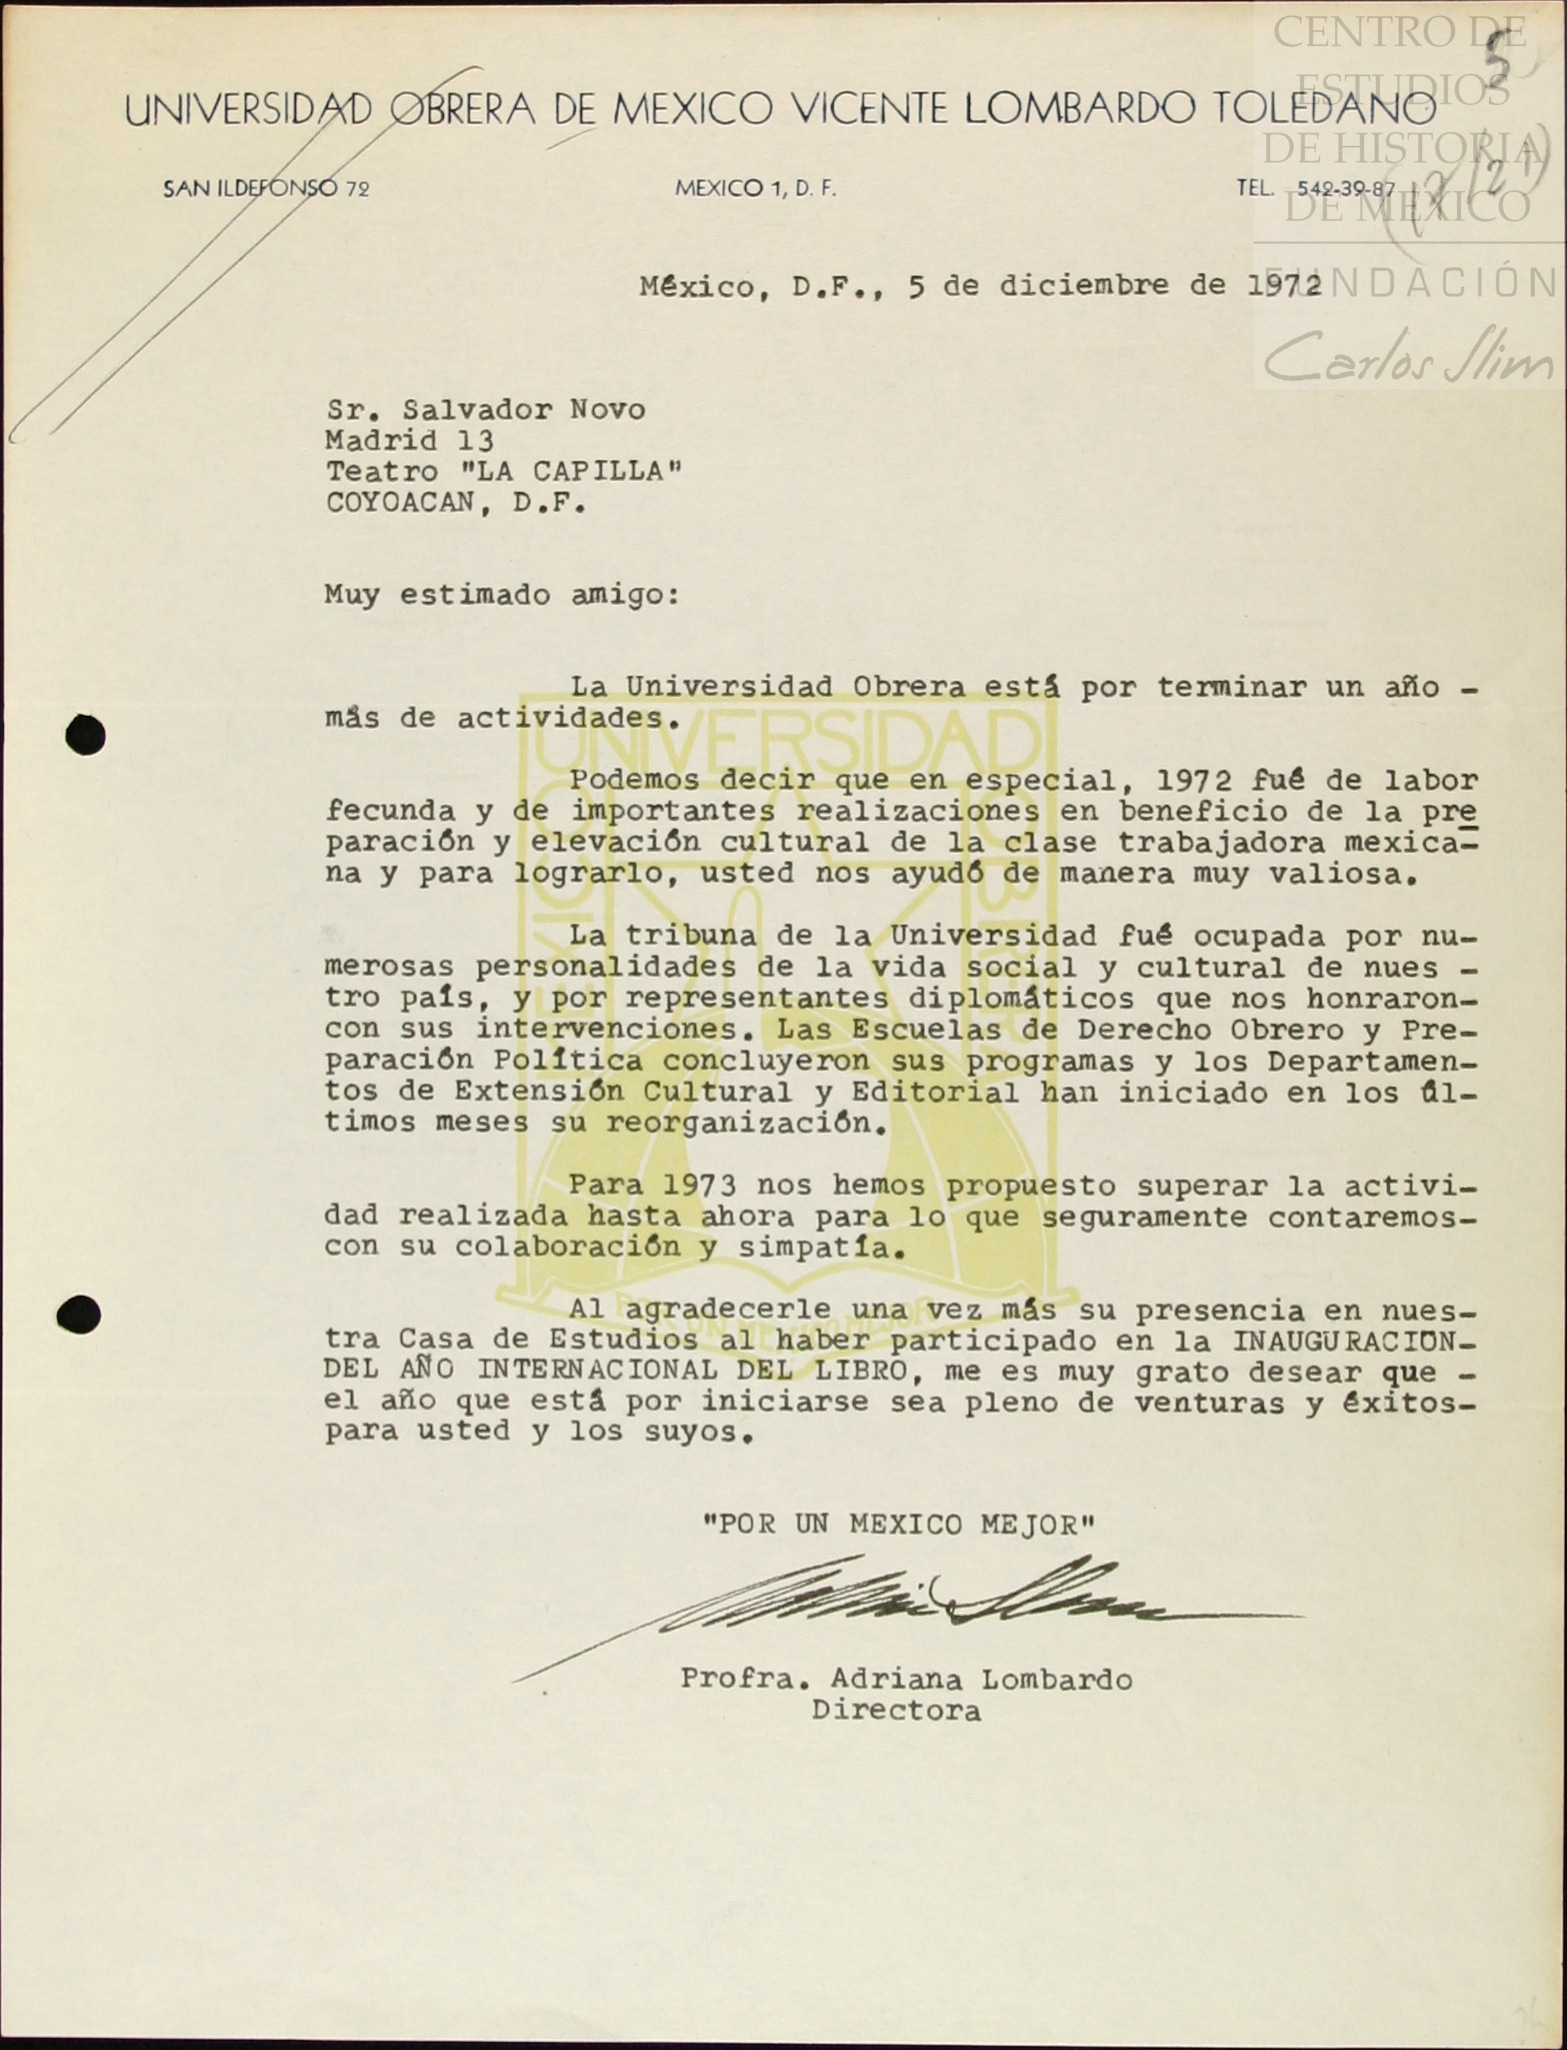 CENTRO DE
ESTUDIOS
DE HISTORIA
DE MEXICO
FUNDACIÓN
Carlos Slim
5
UNIVERSIDAD OBRERA DE MEXICO VICENTE LOMBARDO TOLEDANO
SAN ILDEFONSO 72 MEXICO 1, D. F. TEL. 542-39-87
México, D.F., 5 de diciembre de 1972
Sr. Salvador Novo
Madrid 13
Teatro "LA CAPILLA"
COYOACAN, D.F.
Muy estimado amigo:
La Universidad Obrera está por terminar un año -
más de actividades.
Podemos decir que en especial, 1972 fué de labor
fecunda y de importantes realizaciones en beneficio de la pre
paración y elevación cultural de la clase trabajadora mexica-
na y para lograrlo, usted nos ayudó de manera muy valiosa.
La tribuna de la Universidad fué ocupada por nu-
merosas personalidades de la vida social y cultural de nues -
tro país, y por representantes diplomáticos que nos honraron-
con sus intervenciones. Las Escuelas de Derecho Obrero y Pre-
paración Política concluyeron sus programas y los Departamen-
tos de Extensión Cultural y Editorial han iniciado en los úl-
timos meses su reorganización.
Para 1973 nos hemos propuesto superar la activi-
dad realizada hasta ahora para lo que seguramente contaremos-
con su colaboración y simpatía.
Al agradecerle una vez más su presencia en nues-
tra Casa de Estudios al haber participado en la INAUGURACION-
DEL AÑO INTERNACIONAL DEL LIBRO, me es muy grato desear que -
el año que está por iniciarse sea pleno de venturas y éxitos-
para usted y los suyos.
"POR UN MEXICO MEJOR"
Profra. Adriana Lombardo
Directora
UNIVERSIDAD
OBRERA
MEXICO
POR UN MEXICO MEJOR